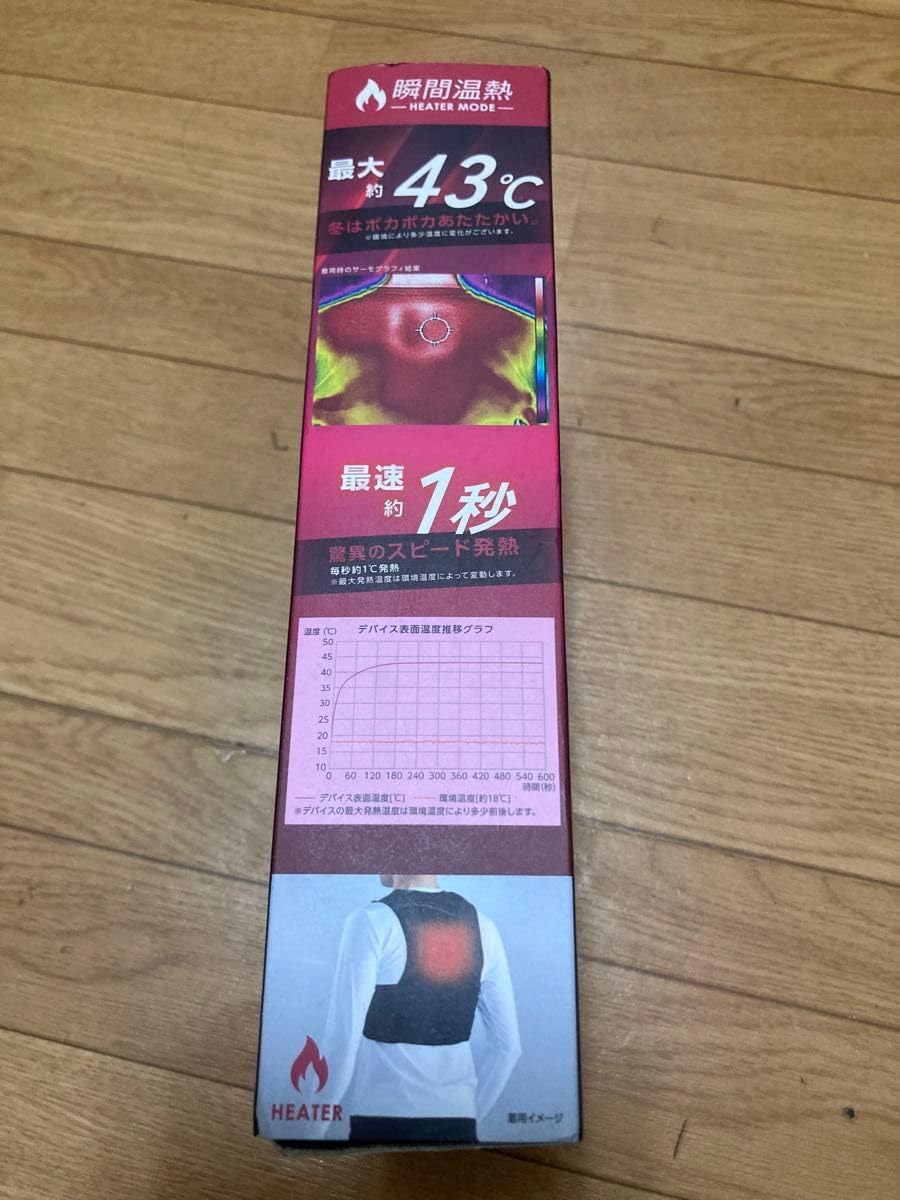 瞬間温熱
HEATER MODE
最大
約
43℃
冬はポカポカあたたかい。
※環境により多少温度に変化がございます。
着用時のサーモグラフィ結果
最速
約
1秒
驚異のスピード発熱
毎秒約1℃発熱
※最大発熱温度は環境温度によって変動します。
温度(℃) デバイス表面温度推移グラフ
50
45
40
35
30
25
20
15
10
0 60 120 180 240 300 360 420 480 540 600
時間(秒)
デバイス表面温度[℃] 環境温度[約18℃]
※デバイスの最大発熱温度は環境温度により多少前後します。
HEATER
着用イメージ